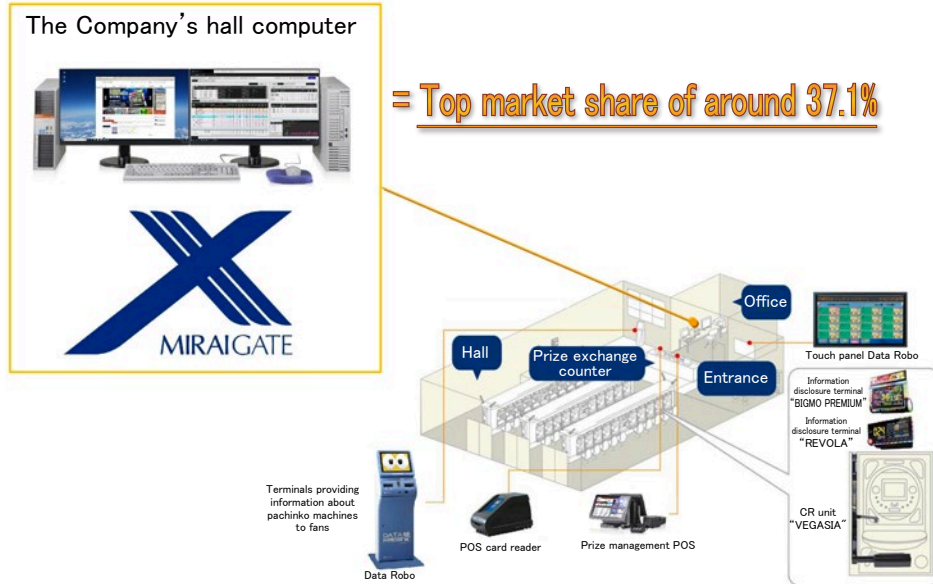 The Company's hall computer
= Top market share of around 37.1%
MIRAIGATE
Office
Hall
Prize exchange
counter
Entrance
Touch panel Data Robo
Information
disclosure terminal
"BIGMO PREMIUM"
Information
disclosure terminal
"REVOLA"
CR unit
"VEGASIA"
Terminals providing
information about
pachinko machines
to fans
Data Robo
POS card reader
Prize management POS